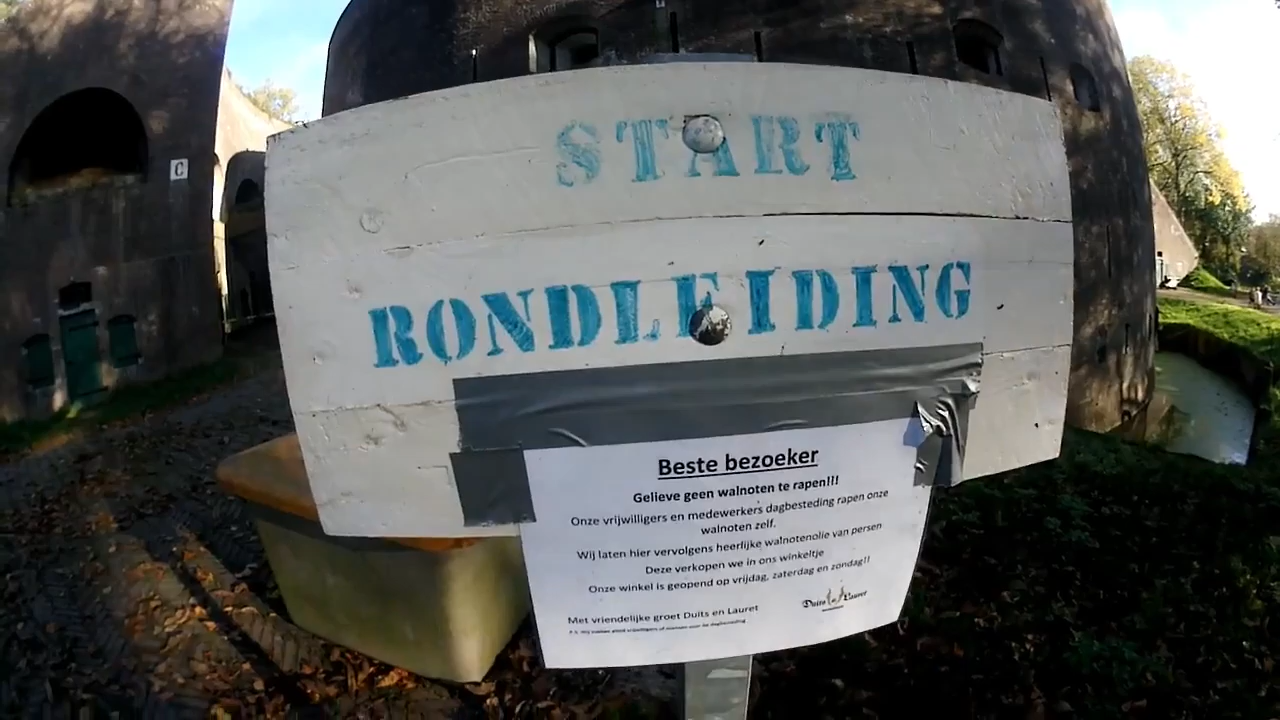 C
START
RONDLEIDING
Beste bezoeker
Gelieve geen walnoten te rapen!!!
Onze vrijwilligers en medewerkers dagbesteding rapen onze
walnoten zelf.
Wij laten hier vervolgens heerlijke walnotenolie van persen
Deze verkopen we in ons winkeltje
Onze winkel is geopend op vrijdag, zaterdag en zondag!!
Met vriendelijke groet Duits en Lauret
Duits Lauret